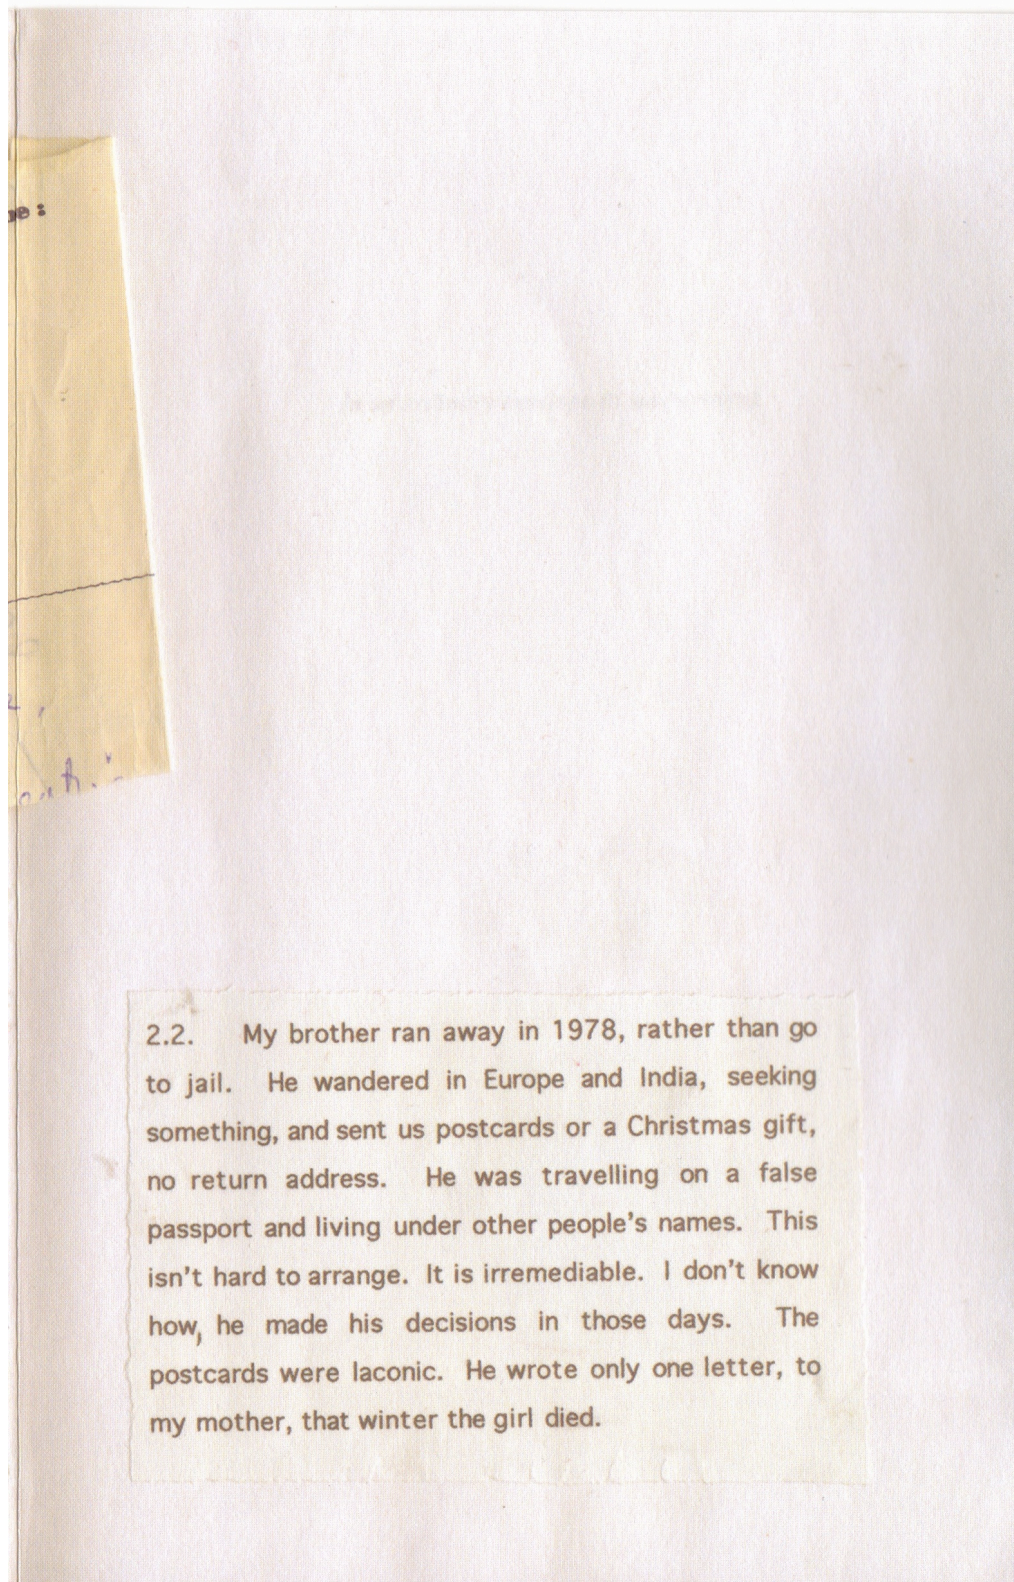 2.2. My brother ran away in 1978, rather than go
to jail. He wandered in Europe and India, seeking
something, and sent us postcards or a Christmas gift,
no return address. He was travelling on a false
passport and living under other people's names. This
isn't hard to arrange. It is irremediable. I don't know
how, he made his decisions in those days. The
postcards were laconic. He wrote only one letter, to
my mother, that winter the girl died.